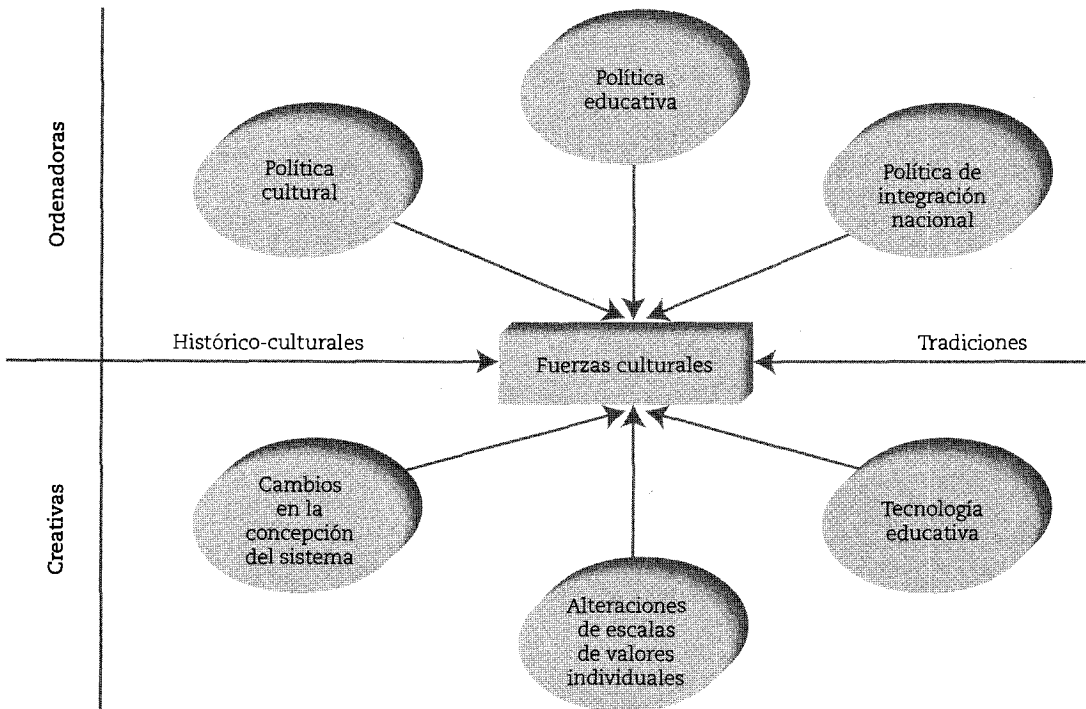 Ordenadoras
Política
educativa
Política
cultural
Política de
integración
nacional
Histórico-culturales
Fuerzas culturales
Tradiciones
Creativas
Cambios
en la
concepción
del sistema
Alteraciones
de escalas
de valores
individuales
Tecnología
educativa